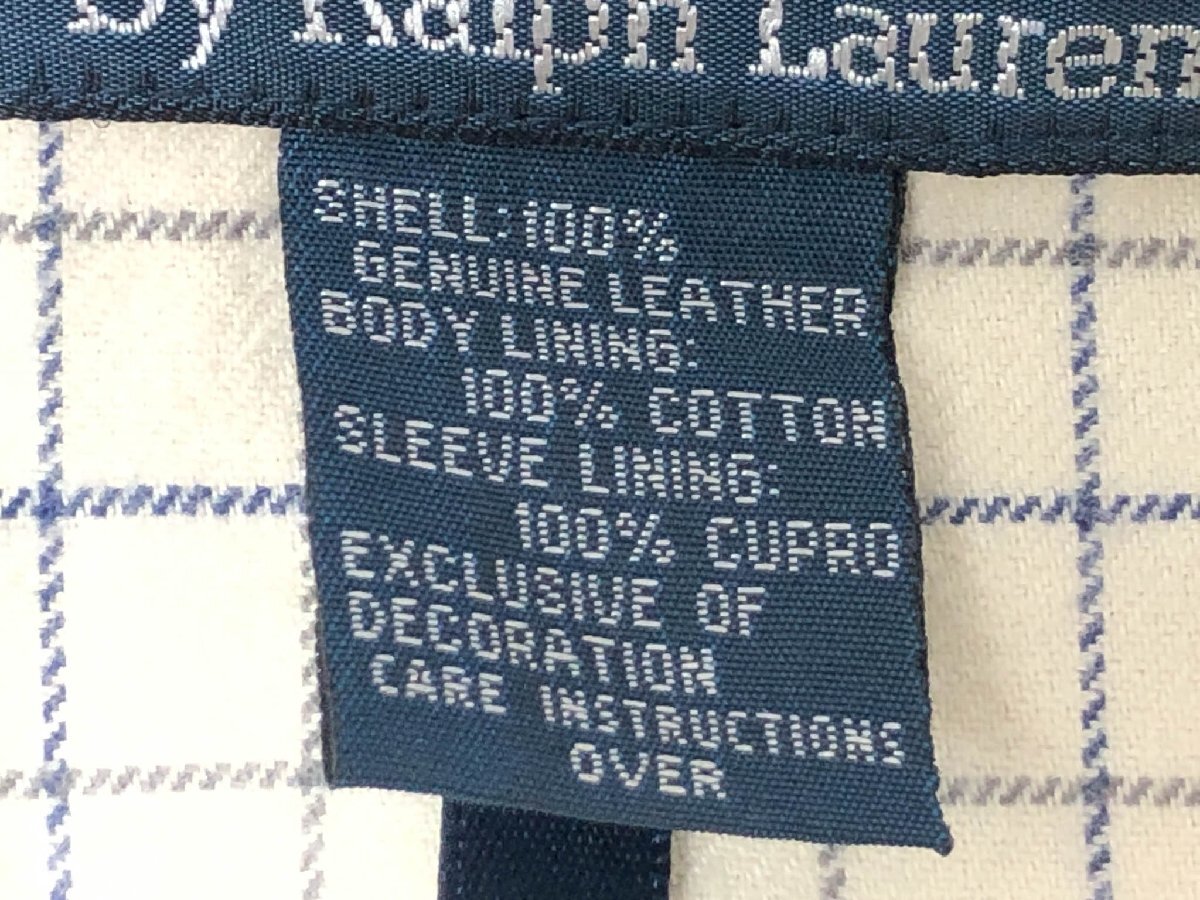 by Ralph Lauren
SHELL: 100%
GENUINE LEATHER
BODY LINING:
100% COTTON
SLEEVE LINING:
100% CUPRO
EXCLUSIVE OF
DECORATION
CARE INSTRUCTIONS
OVER